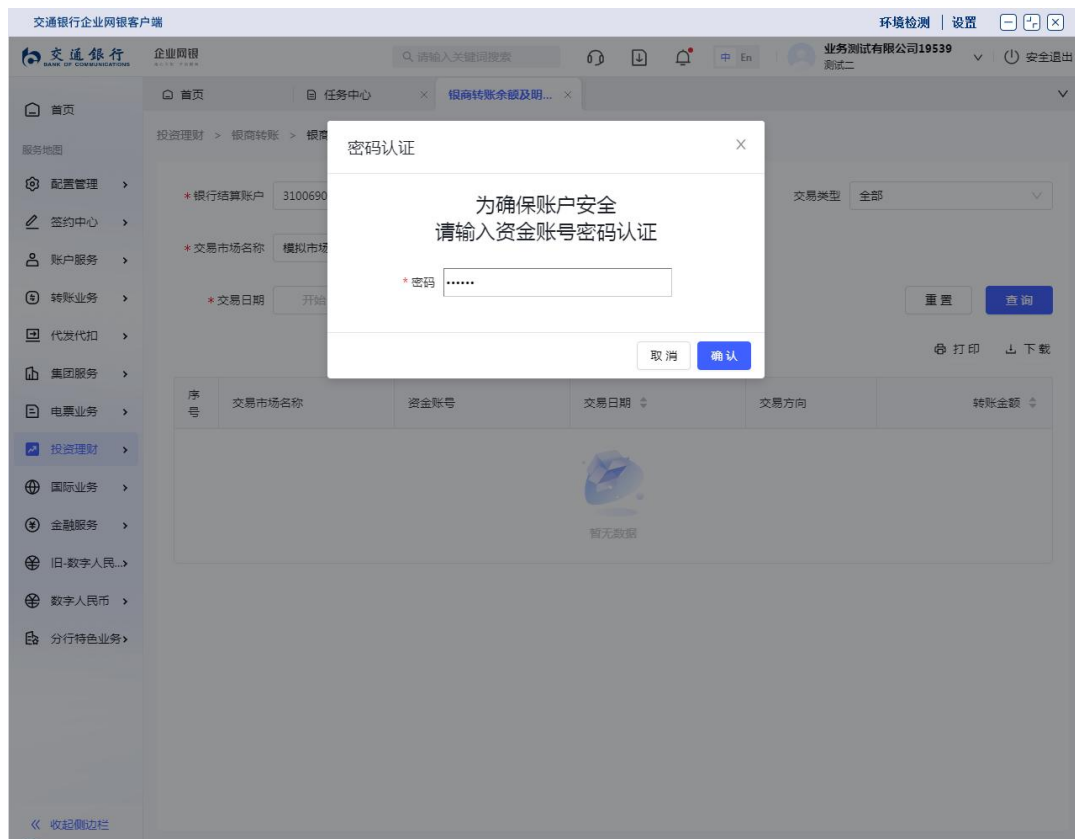 交通银行企业网银客户端
环境检测 | 设置
交通銀行
BANK OF COMMUNICATIONS
企业网银
请输入关键词搜索
中 En
业务测试有限公司19539
测试二
安全退出
首页
任务中心 ×
银商转账余额及明... ×
首页
服务地图
配置管理
签约中心
账户服务
转账业务
代发代扣
集团服务
电票业务
投资理财
国际业务
金融服务
旧-数字人民...
数字人民币
分行特色业务
收起侧边栏
投资理财 > 银商转账 > 银商
*银行结算账户 3100690
交易类型 全部
*交易市场名称 模拟市场
*交易日期 开始
重置 查询
打印 下载
密码认证
为确保账户安全
请输入资金账号密码认证
*密码 ••••••
取消 确认
序号 交易市场名称 资金账号 交易日期 交易方向 转账金额
暂无数据